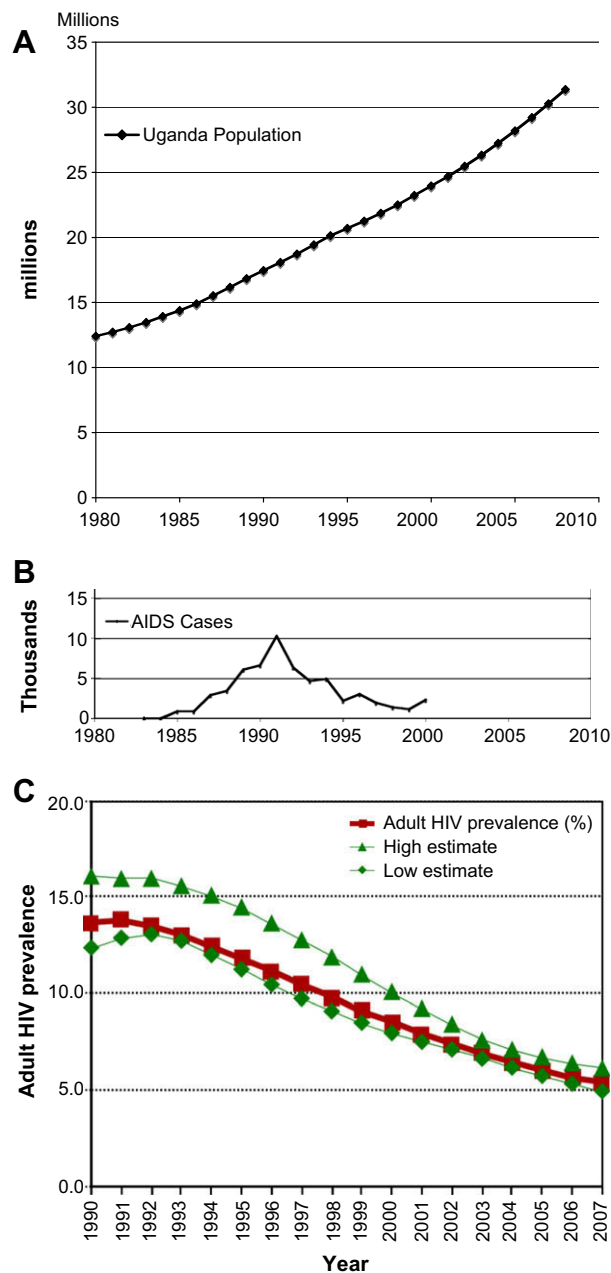 A
Millions
35
30
Uganda Population
25
20
millions
15
10
5
0
1980 1985 1990 1995 2000 2005 2010
B
15
AIDS Cases
10
Thousands
5
0
1980 1985 1990 1995 2000 2005 2010
C
20.0
Adult HIV prevalence (%)
High estimate
Low estimate
15.0
Adult HIV prevalence
10.0
5.0
0.0
1990 1991 1992 1993 1994 1995 1996 1997 1998 1999 2000 2001 2002 2003 2004 2005 2006 2007
Year